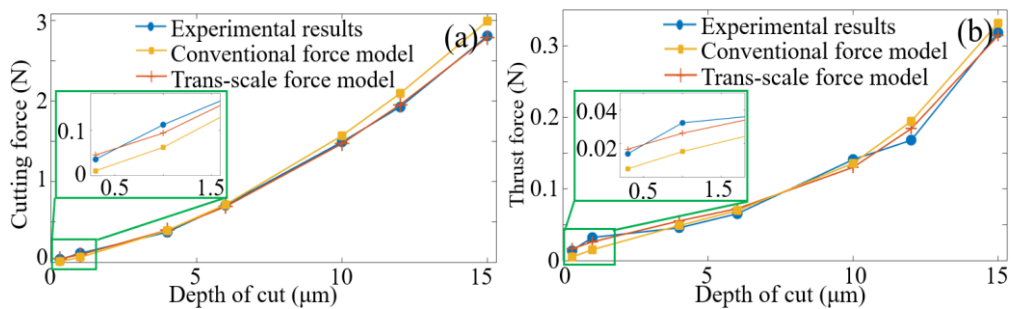 3
2
1
0
Cutting force (N)
(a)
Experimental results
Conventional force model
Trans-scale force model
0.1
0
0.5
1.5
5
10
15
Depth of cut (μm)
0.3
0.2
0.1
0
Thrust force (N)
(b)
Experimental results
Conventional force model
Trans-scale force model
0.04
0.02
0.5
1.5
5
10
15
Depth of cut (μm)